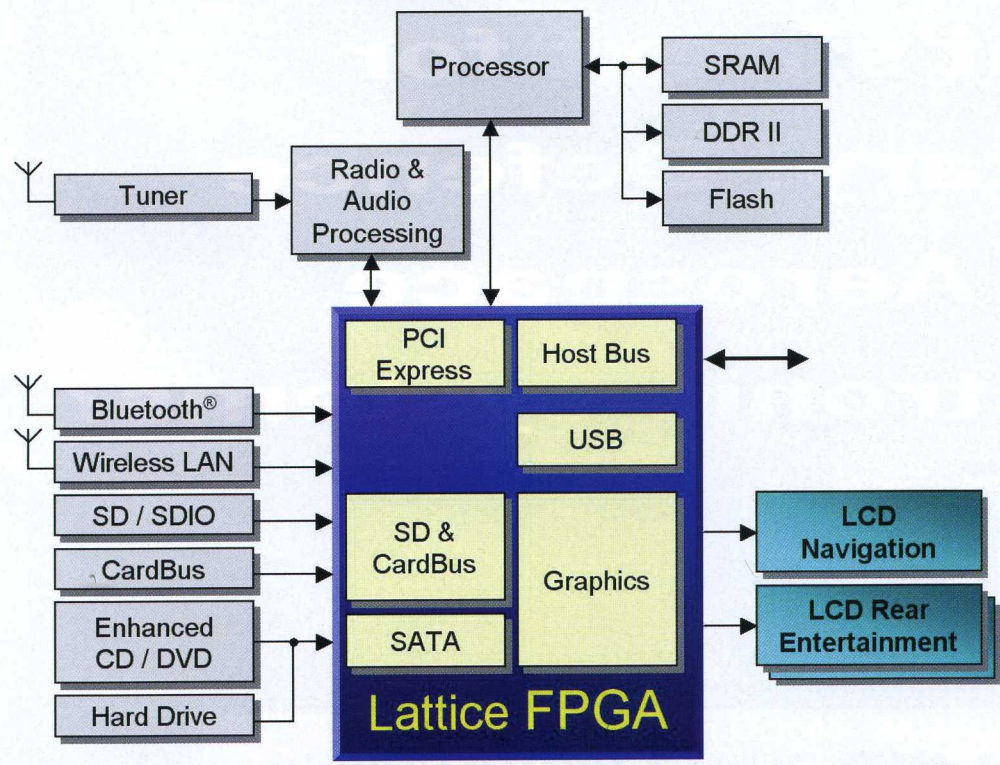 Processor
SRAM
DDR II
Flash
Tuner
Radio &
Audio
Processing
PCI
Express
Host Bus
USB
Bluetooth®
Wireless LAN
SD / SDIO
CardBus
Enhanced
CD / DVD
Hard Drive
SD &
CardBus
SATA
Graphics
LCD
Navigation
LCD Rear
Entertainment
Lattice FPGA